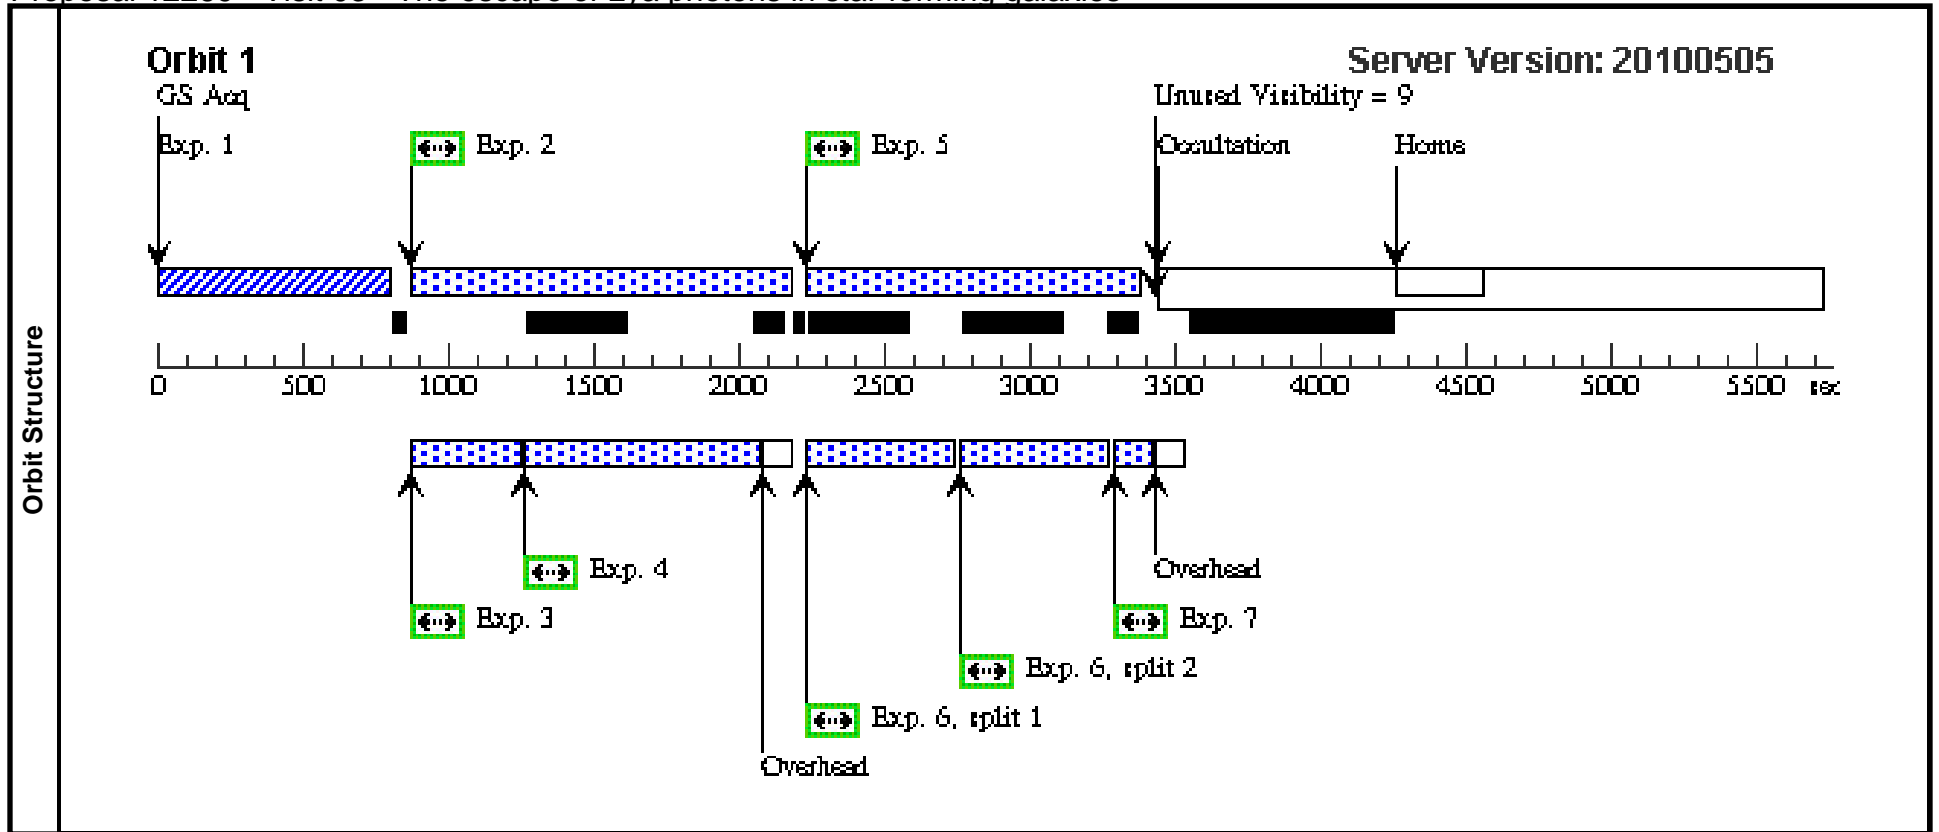 Orbit 1
Server Version: 20100505
GS Acq
Unused Visibility = 9
Exp. 1
Exp. 2
Exp. 5
Occultation
Home
0 500 1000 1500 2000 2500 3000 3500 4000 4500 5000 5500 sec
Orbit Structure
Exp. 4
Overhead
Exp. 3
Exp. 7
Exp. 6, split 2
Exp. 6, split 1
Overhead